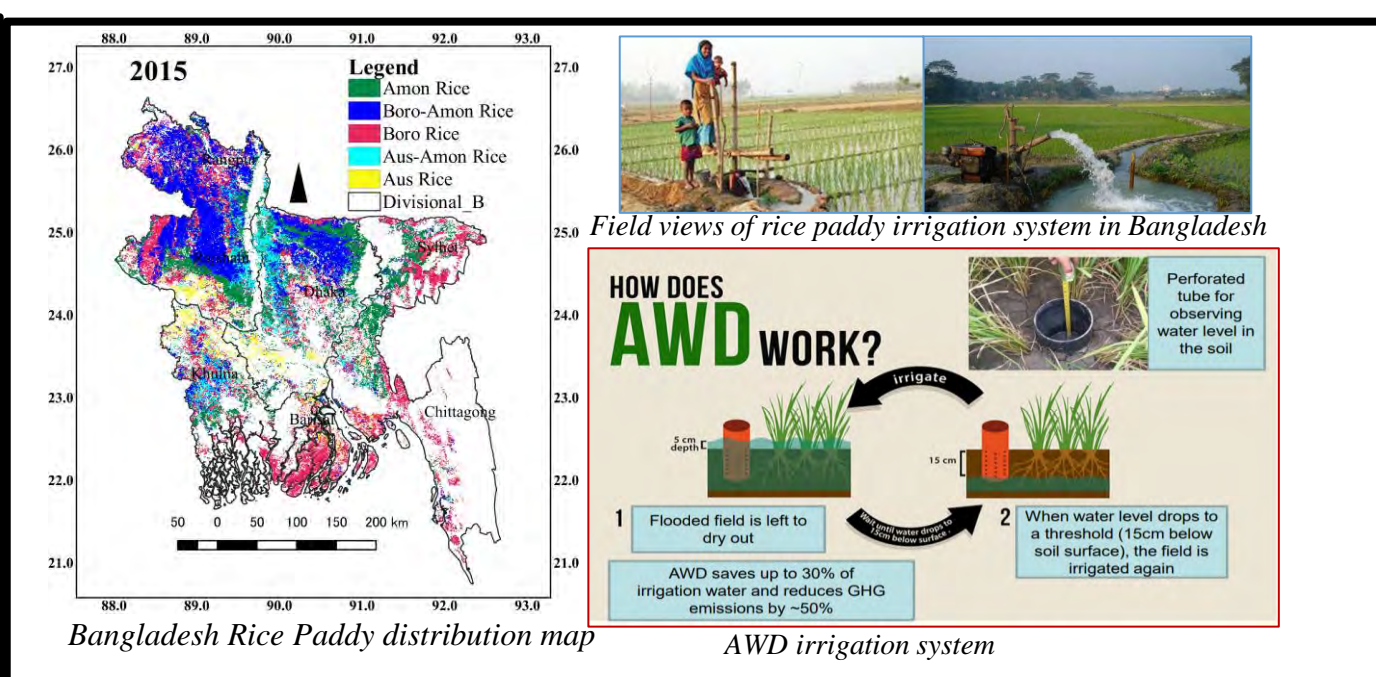 88.0 89.0 90.0 91.0 92.0 93.0
27.0 27.0
2015
Legend
Amon Rice
Boro-Amon Rice
Boro Rice
Aus-Amon Rice
Aus Rice
Divisional_B
26.0 26.0
25.0 25.0
24.0 24.0
23.0 23.0
22.0 22.0
21.0 21.0
Rangpur
Rajshahi
Sylhet
Dhaka
Khulna
Barisal
Chittagong
50 0 50 100 150 200 km
88.0 89.0 90.0 91.0 92.0 93.0
Bangladesh Rice Paddy distribution map
Field views of rice paddy irrigation system in Bangladesh
HOW DOES
AWD WORK?
Perforated
tube for
observing
water level in
the soil
irrigate
5 cm
depth
15 cm
1
Flooded field is left to
dry out
Wait until water drops to
15cm below surface.
2
When water level drops to
a threshold (15cm below
soil surface), the field is
irrigated again
AWD saves up to 30% of
irrigation water and reduces GHG
emissions by ~50%
AWD irrigation system